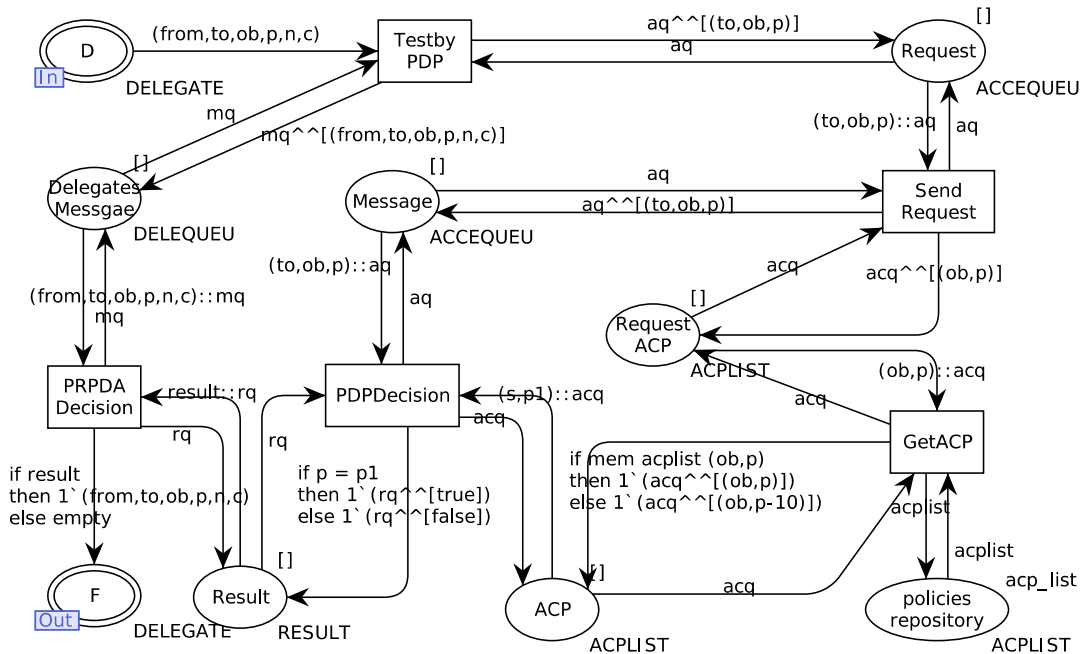 (from,to,ob,p,n,c)
D
In
DELEGATE
Testby
PDP
aq^^[(to,ob,p)]
aq
[]
Request
ACCEQUEU
mq
mq^^[(from,to,ob,p,n,c)]
(to,ob,p)::aq
aq
[]
Delegates
Messgae
DELEQUEU
[]
Message
ACCEQUEU
aq
aq^^[(to,ob,p)]
Send
Request
(from,to,ob,p,n,c)::mq
mq
(to,ob,p)::aq
aq
acq
acq^^[(ob,p)]
[]
Request
ACP
ACPLIST
PRPDA
Decision
result::rq
rq
rq
PDPDecision
(s,p1)::acq
acq
(ob,p)::acq
acq
GetACP
if result
then 1`(from,to,ob,p,n,c)
else empty
if p = p1
then 1`(rq^^[true])
else 1`(rq^^[false])
if mem acplist (ob,p)
then 1`(acq^^[(ob,p)])
else 1`(acq^^[(ob,p-10)])
acplist
acplist
F
Out
DELEGATE
[]
Result
RESULT
[]
ACP
ACPLIST
acq
acp_list
policies
repository
ACPLIST